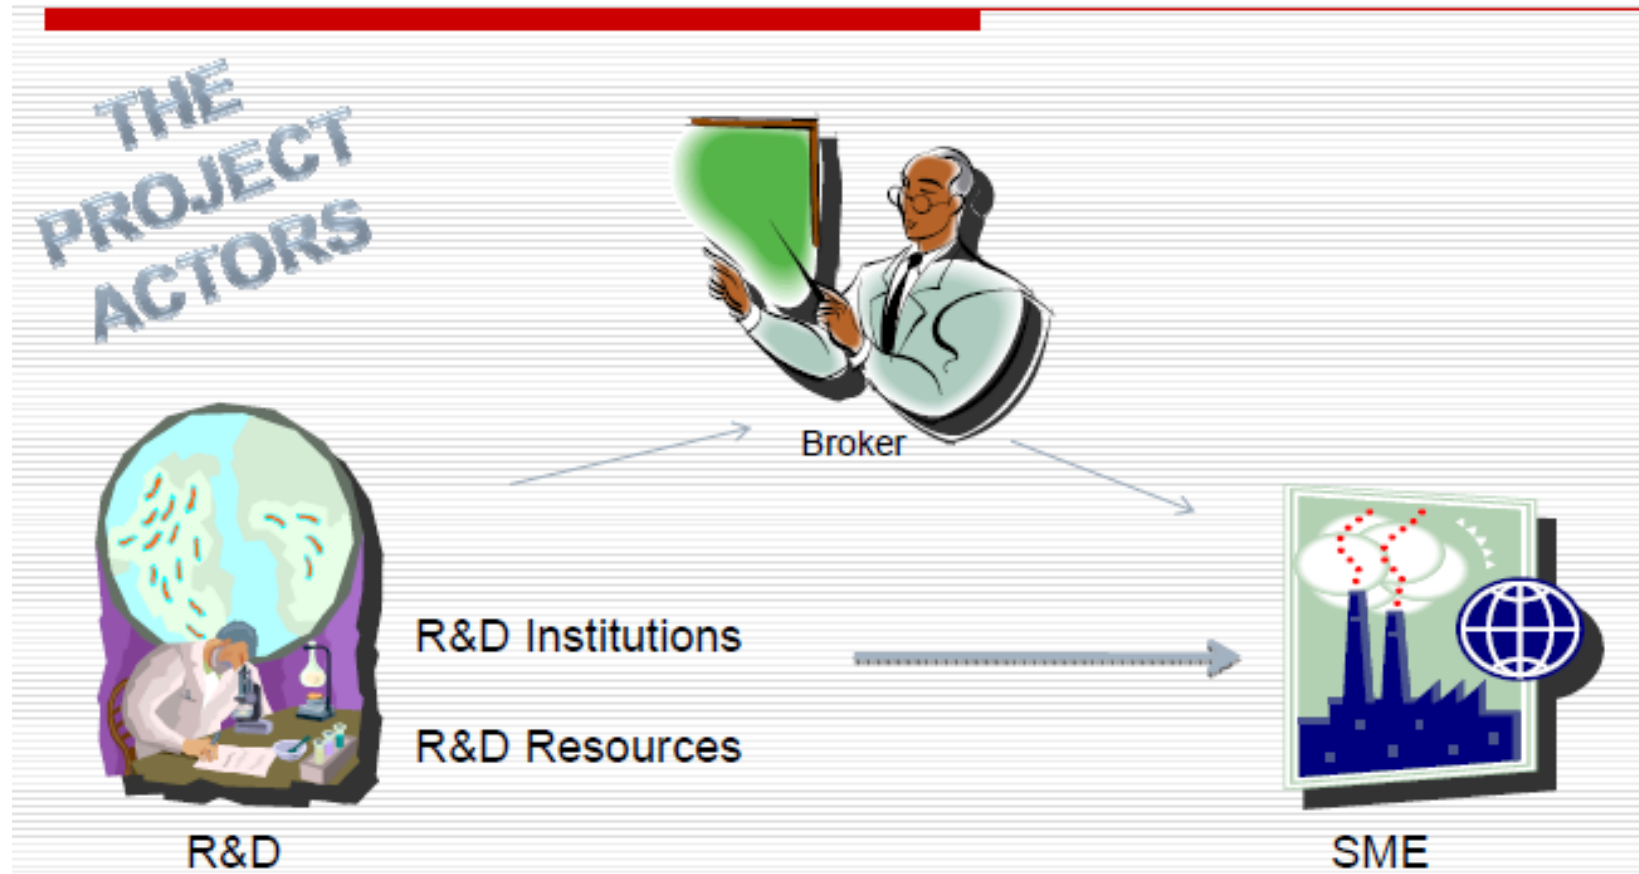 THE
PROJECT
ACTORS
Broker
R&D Institutions
R&D Resources
R&D
SME